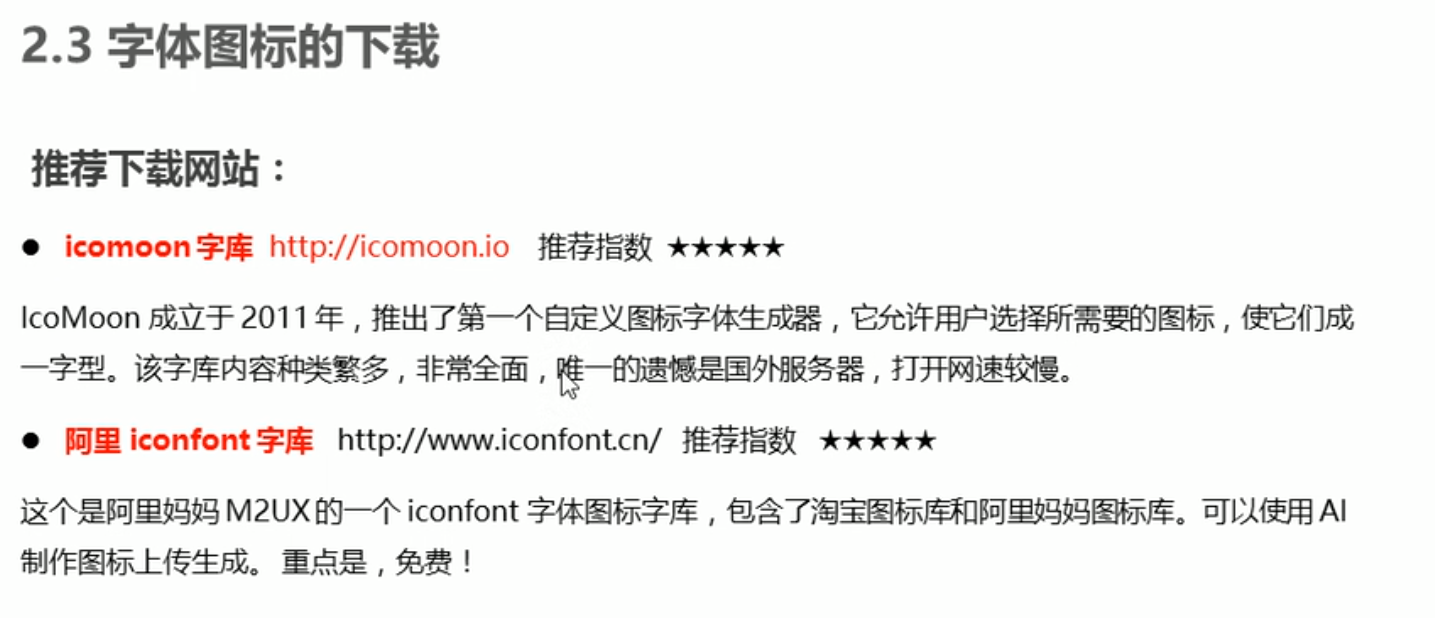 2.3 字体图标的下载
推荐下载网站：
● icomoon 字库 http://icomoon.io 推荐指数 ★★★★★
IcoMoon 成立于 2011 年，推出了第一个自定义图标字体生成器，它允许用户选择所需要的图标，使它们成
一字型。该字库内容种类繁多，非常全面，唯一的遗憾是国外服务器，打开网速较慢。
● 阿里 iconfont 字库 http://www.iconfont.cn/ 推荐指数 ★★★★★
这个是阿里妈妈 M2UX 的一个 iconfont 字体图标字库，包含了淘宝图标库和阿里妈妈图标库。可以使用 AI
制作图标上传生成。 重点是，免费！